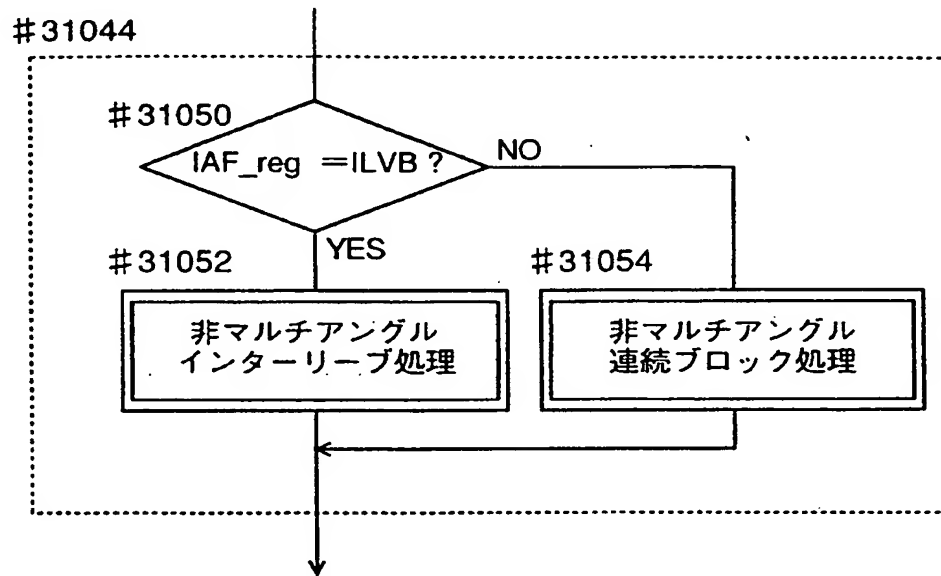 #31044
#31050
IAF_reg =ILVB ?
NO
YES
#31052
#31054
非マルチアングル
インターリーブ処理
非マルチアングル
連続ブロック処理